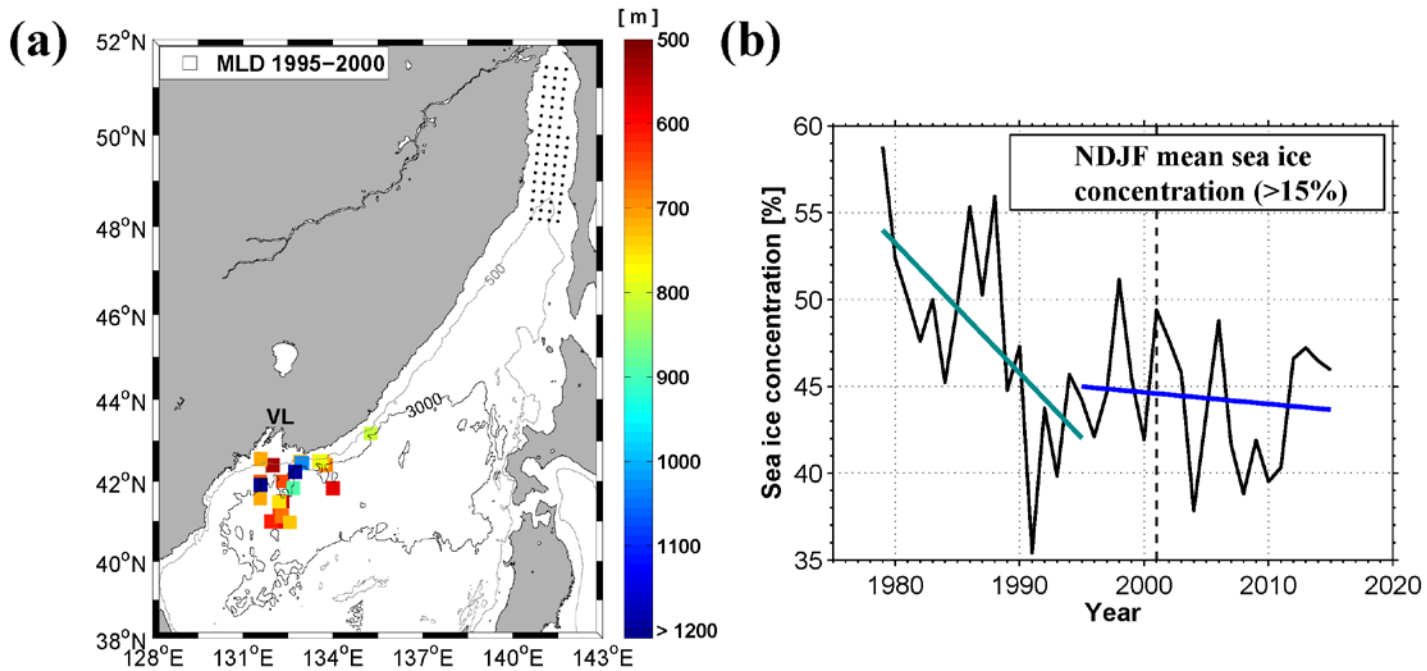 (a)
[ m ]
52°N
50°N
48°N
46°N
44°N
42°N
40°N
38°N
MLD 1995−2000
500
3000
VL
128°E 131°E 134°E 137°E 140°E 143°E
500
600
700
800
900
1000
1100
> 1200
(b)
NDJF mean sea ice
concentration (>15%)
Sea ice concentration [%]
60
55
50
45
40
35
1980 1990 2000 2010 2020
Year